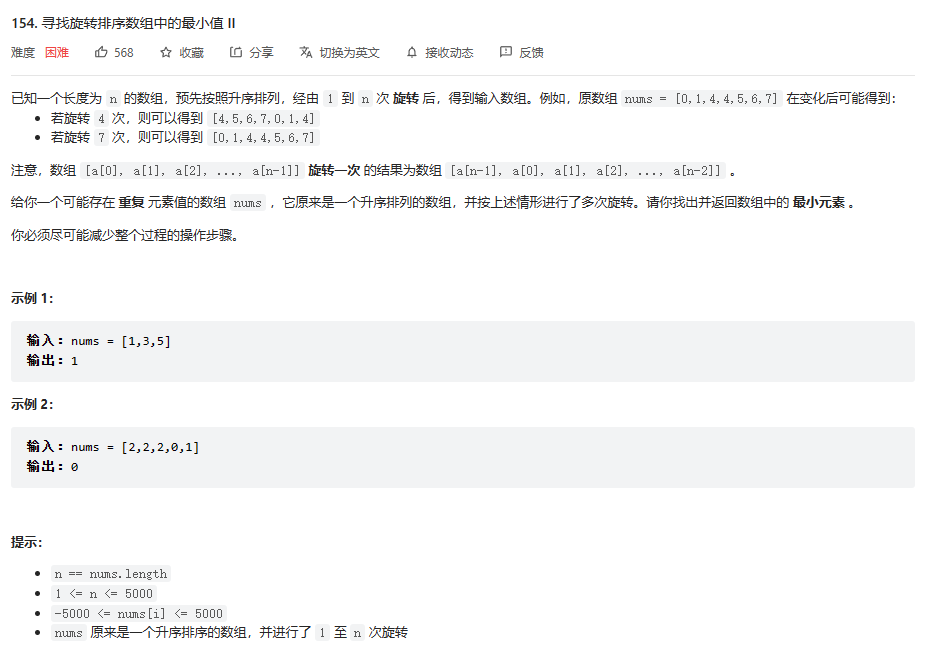 154. 寻找旋转排序数组中的最小值 II
难度 困难 568 收藏 分享 切换为英文 接收动态 反馈
已知一个长度为 n 的数组，预先按照升序排列，经由 1 到 n 次 旋转 后，得到输入数组。例如，原数组 nums = [0,1,4,4,5,6,7] 在变化后可能得到：
• 若旋转 4 次，则可以得到 [4,5,6,7,0,1,4]
• 若旋转 7 次，则可以得到 [0,1,4,4,5,6,7]
注意，数组 [a[0], a[1], a[2], ..., a[n-1]] 旋转一次 的结果为数组 [a[n-1], a[0], a[1], a[2], ..., a[n-2]] 。
给你一个可能存在 重复 元素值的数组 nums ，它原来是一个升序排列的数组，并按上述情形进行了多次旋转。请你找出并返回数组中的 最小元素 。
你必须尽可能减少整个过程的操作步骤。
示例 1：
输入：nums = [1,3,5]
输出：1
示例 2：
输入：nums = [2,2,2,0,1]
输出：0
提示：
• n == nums.length
• 1 <= n <= 5000
• -5000 <= nums[i] <= 5000
• nums 原来是一个升序排序的数组，并进行了 1 至 n 次旋转